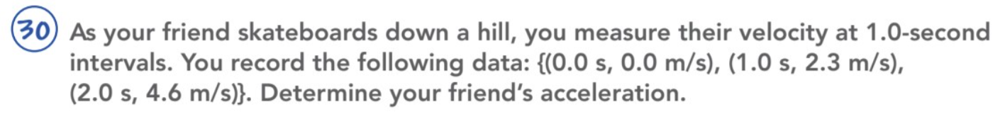 30 As your friend skateboards down a hill, you measure their velocity at 1.0-second
intervals. You record the following data: {(0.0 s, 0.0 m/s), (1.0 s, 2.3 m/s),
(2.0 s, 4.6 m/s)}. Determine your friend's acceleration.